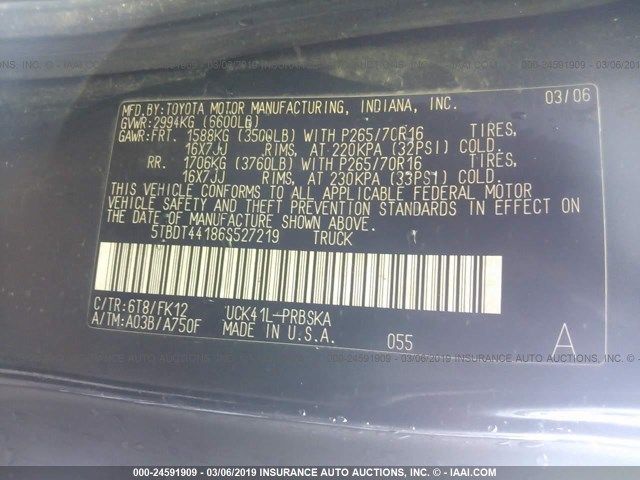 MFD.BY:TOYOTA MOTOR MANUFACTURING, INDIANA, INC. 03/06
GVWR:2994KG (6600LB)
GAWR:FRT. 1588KG (3500LB) WITH P265/70R16 TIRES,
16X7JJ RIMS, AT 220KPA (32PSI) COLD.
RR. 1706KG (3760LB) WITH P265/70R16 TIRES,
16X7JJ RIMS, AT 230KPA (33PSI) COLD.
THIS VEHICLE CONFORMS TO ALL APPLICABLE FEDERAL MOTOR
VEHICLE SAFETY AND THEFT PREVENTION STANDARDS IN EFFECT ON
THE DATE OF MANUFACTURE SHOWN ABOVE.
5TBDT44186S527219 TRUCK
C/TR:6T8/FK12 UCK41L-PRBSKA
A/TM:A03B/A750F MADE IN U.S.A. 055 A
000-24591909 - 03/06/2019 INSURANCE AUTO AUCTIONS, INC. - © IAAI.COM